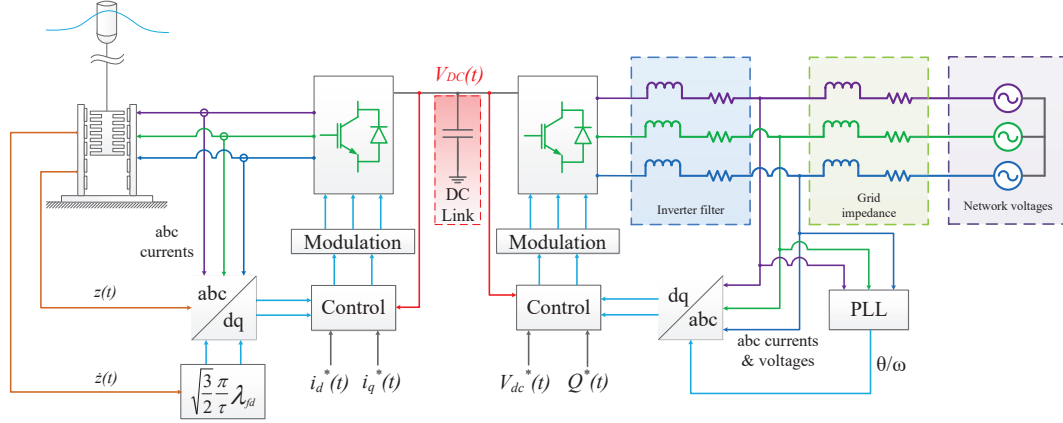 V_DC(t)
DC
Link
Inverter filter
Grid
impedance
Network voltages
Modulation
Modulation
abc
currents
z(t)
abc
dq
Control
Control
dq
abc
PLL
abc currents
& voltages
θ/ω
ż(t)
√3/2 π/τ λ_fd
i_d*(t)
i_q*(t)
V_dc*(t)
Q*(t)